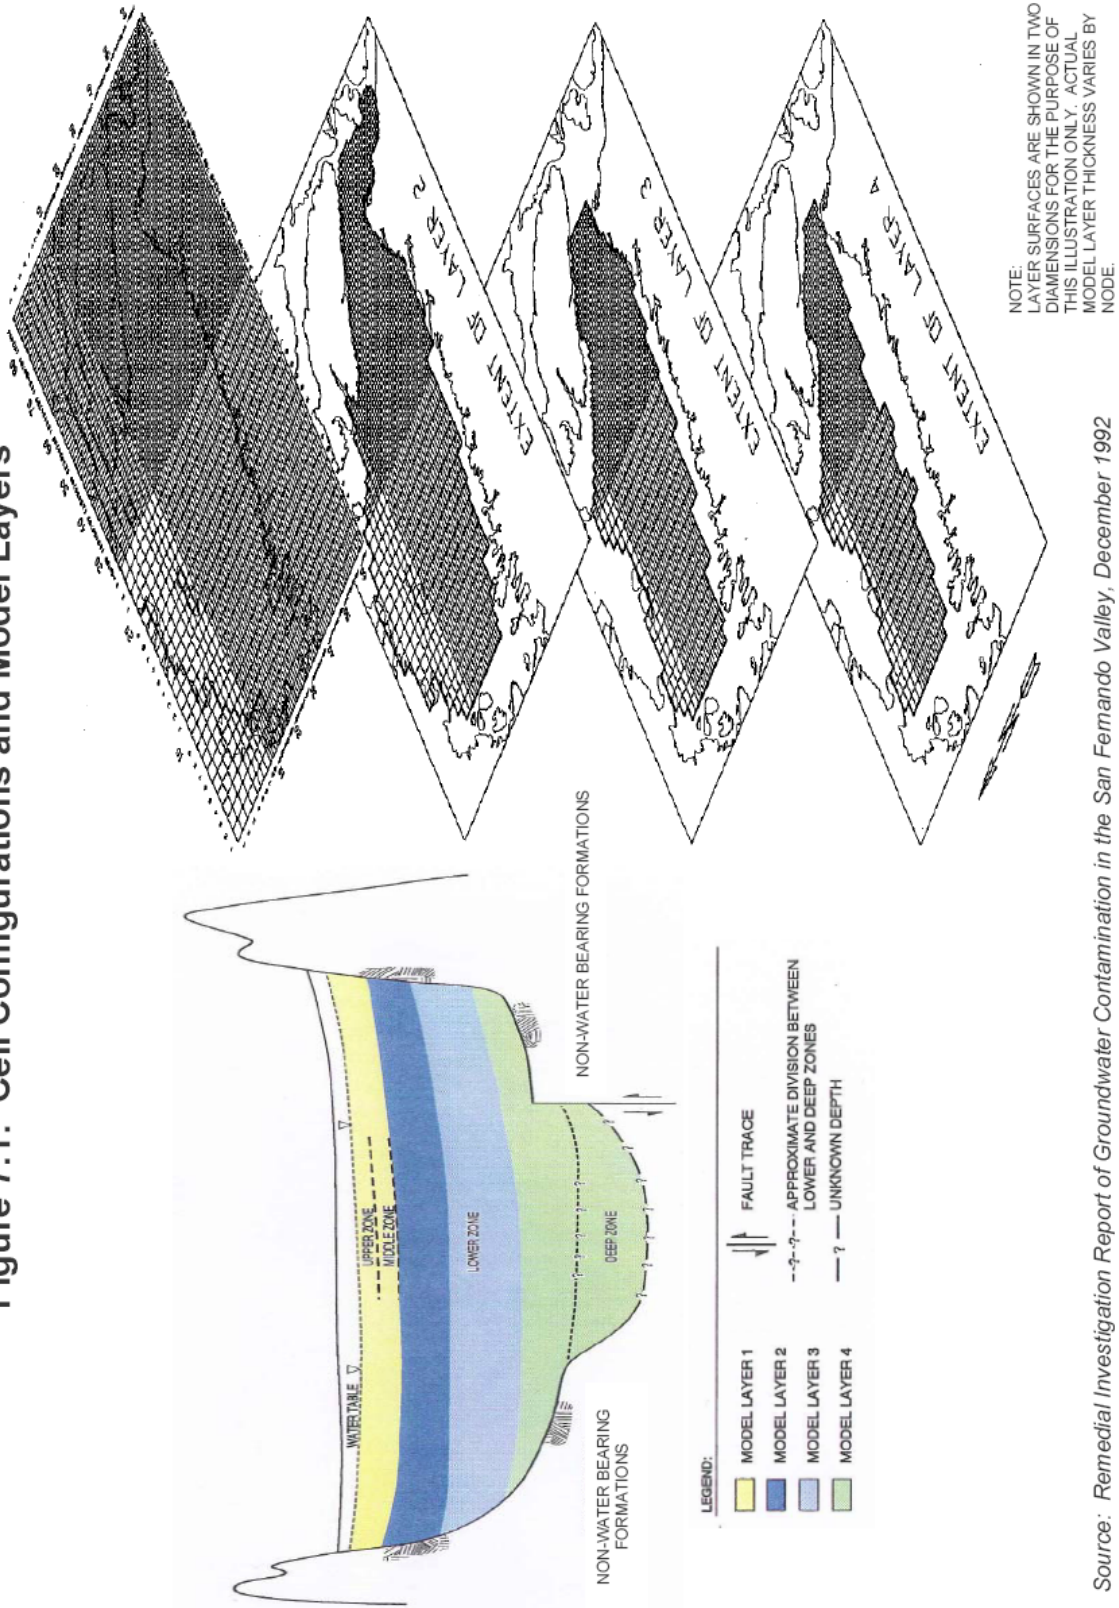 Figure 7.1: Cell Configurations and Model Layers
WATER TABLE
UPPER ZONE
MIDDLE ZONE
LOWER ZONE
DEEP ZONE
NON-WATER BEARING
FORMATIONS
NON-WATER BEARING FORMATIONS
LEGEND:
MODEL LAYER 1
MODEL LAYER 2
MODEL LAYER 3
MODEL LAYER 4
FAULT TRACE
--?--?-- APPROXIMATE DIVISION BETWEEN
LOWER AND DEEP ZONES
— ? — UNKNOWN DEPTH
EXTENT OF LAYER 2
EXTENT OF LAYER 3
EXTENT OF LAYER 4
NOTE:
LAYER SURFACES ARE SHOWN IN TWO
DIAMENSIONS FOR THE PURPOSE OF
THIS ILLUSTRATION ONLY. ACTUAL
MODEL LAYER THICKNESS VARIES BY
NODE.
Source: Remedial Investigation Report of Groundwater Contamination in the San Fernando Valley, December 1992